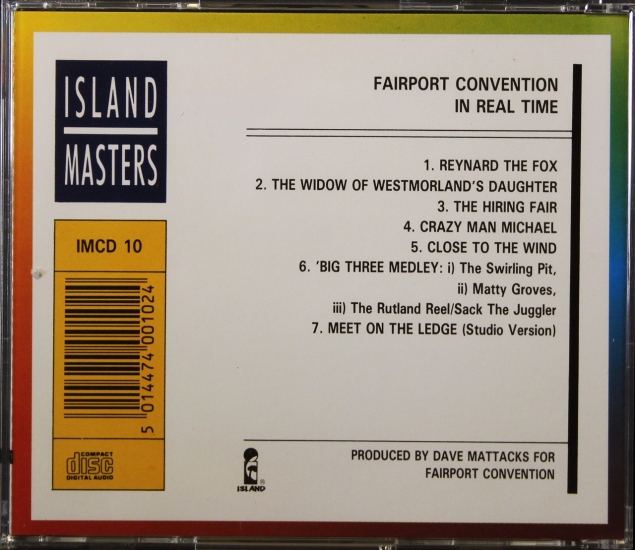 ISLAND
MASTERS
IMCD 10
5 014474 001024
COMPACT
disc
DIGITAL AUDIO
FAIRPORT CONVENTION
IN REAL TIME
1. REYNARD THE FOX
2. THE WIDOW OF WESTMORLAND'S DAUGHTER
3. THE HIRING FAIR
4. CRAZY MAN MICHAEL
5. CLOSE TO THE WIND
6. 'BIG THREE MEDLEY: i) The Swirling Pit,
ii) Matty Groves,
iii) The Rutland Reel/Sack The Juggler
7. MEET ON THE LEDGE (Studio Version)
ISLAND ®
PRODUCED BY DAVE MATTACKS FOR
FAIRPORT CONVENTION